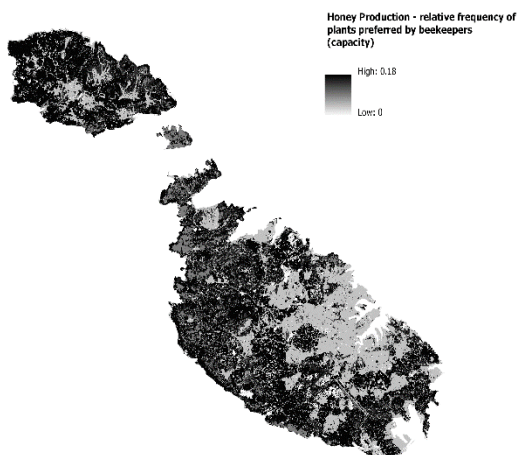 Honey Production - relative frequency of
plants preferred by beekeepers
(capacity)
High: 0.18
Low: 0